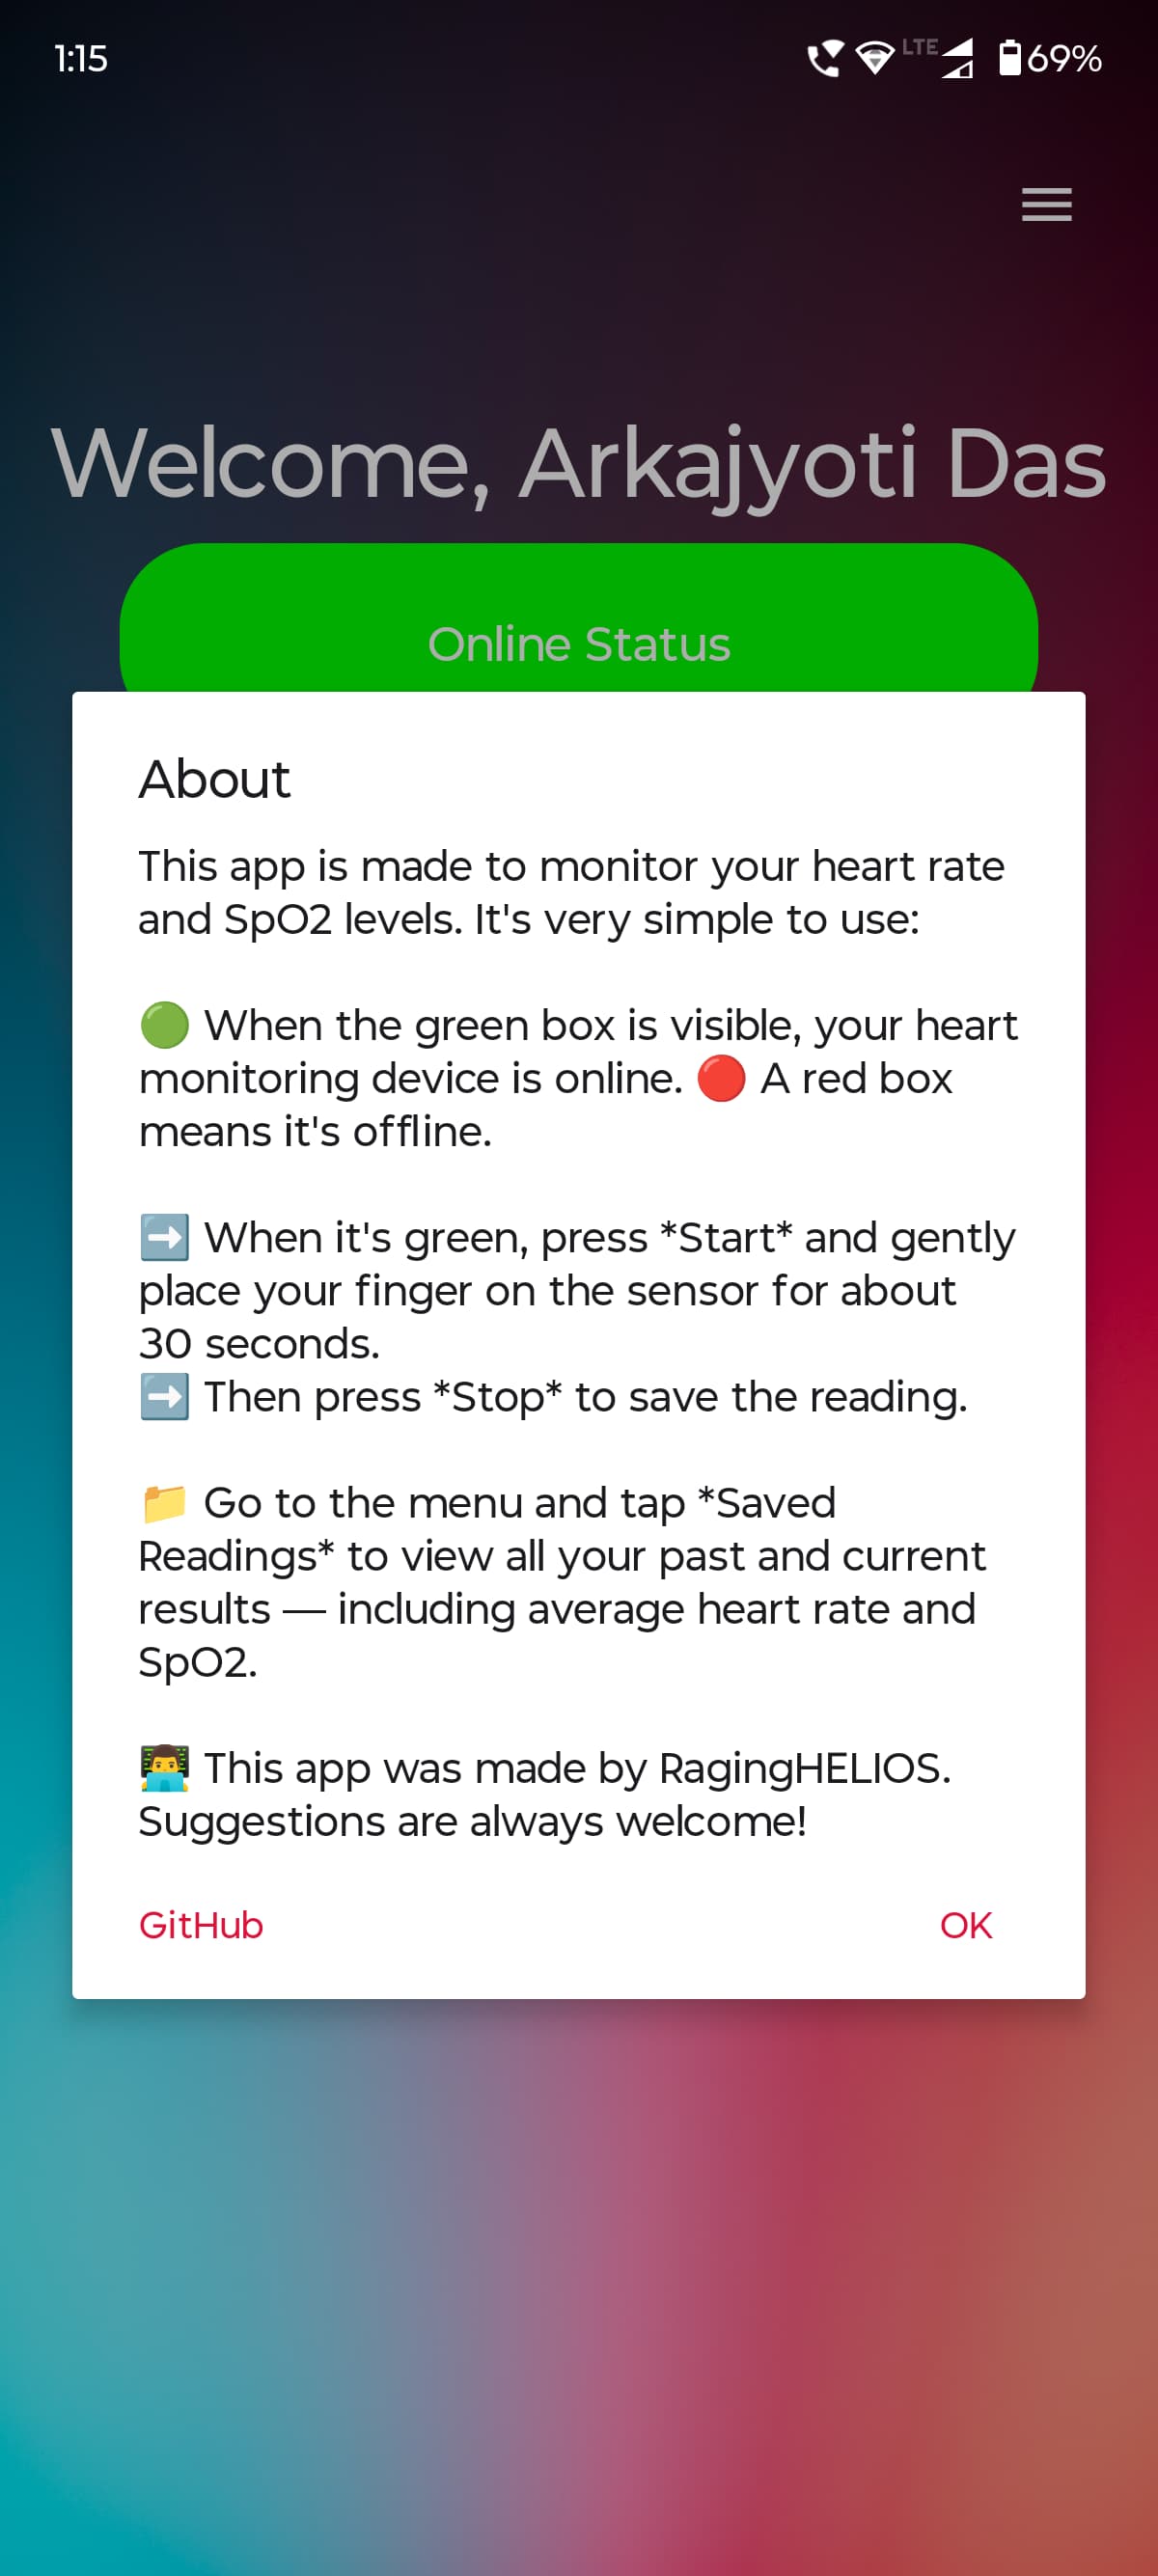 1:15
LTE
69%
Welcome, Arkajyoti Das
Online Status
About
This app is made to monitor your heart rate
and SpO2 levels. It's very simple to use:
🟢 When the green box is visible, your heart
monitoring device is online. 🔴 A red box
means it's offline.
➡️ When it's green, press *Start* and gently
place your finger on the sensor for about
30 seconds.
➡️ Then press *Stop* to save the reading.
📁 Go to the menu and tap *Saved
Readings* to view all your past and current
results — including average heart rate and
SpO2.
👨‍💻 This app was made by RagingHELIOS.
Suggestions are always welcome!
GitHub
OK